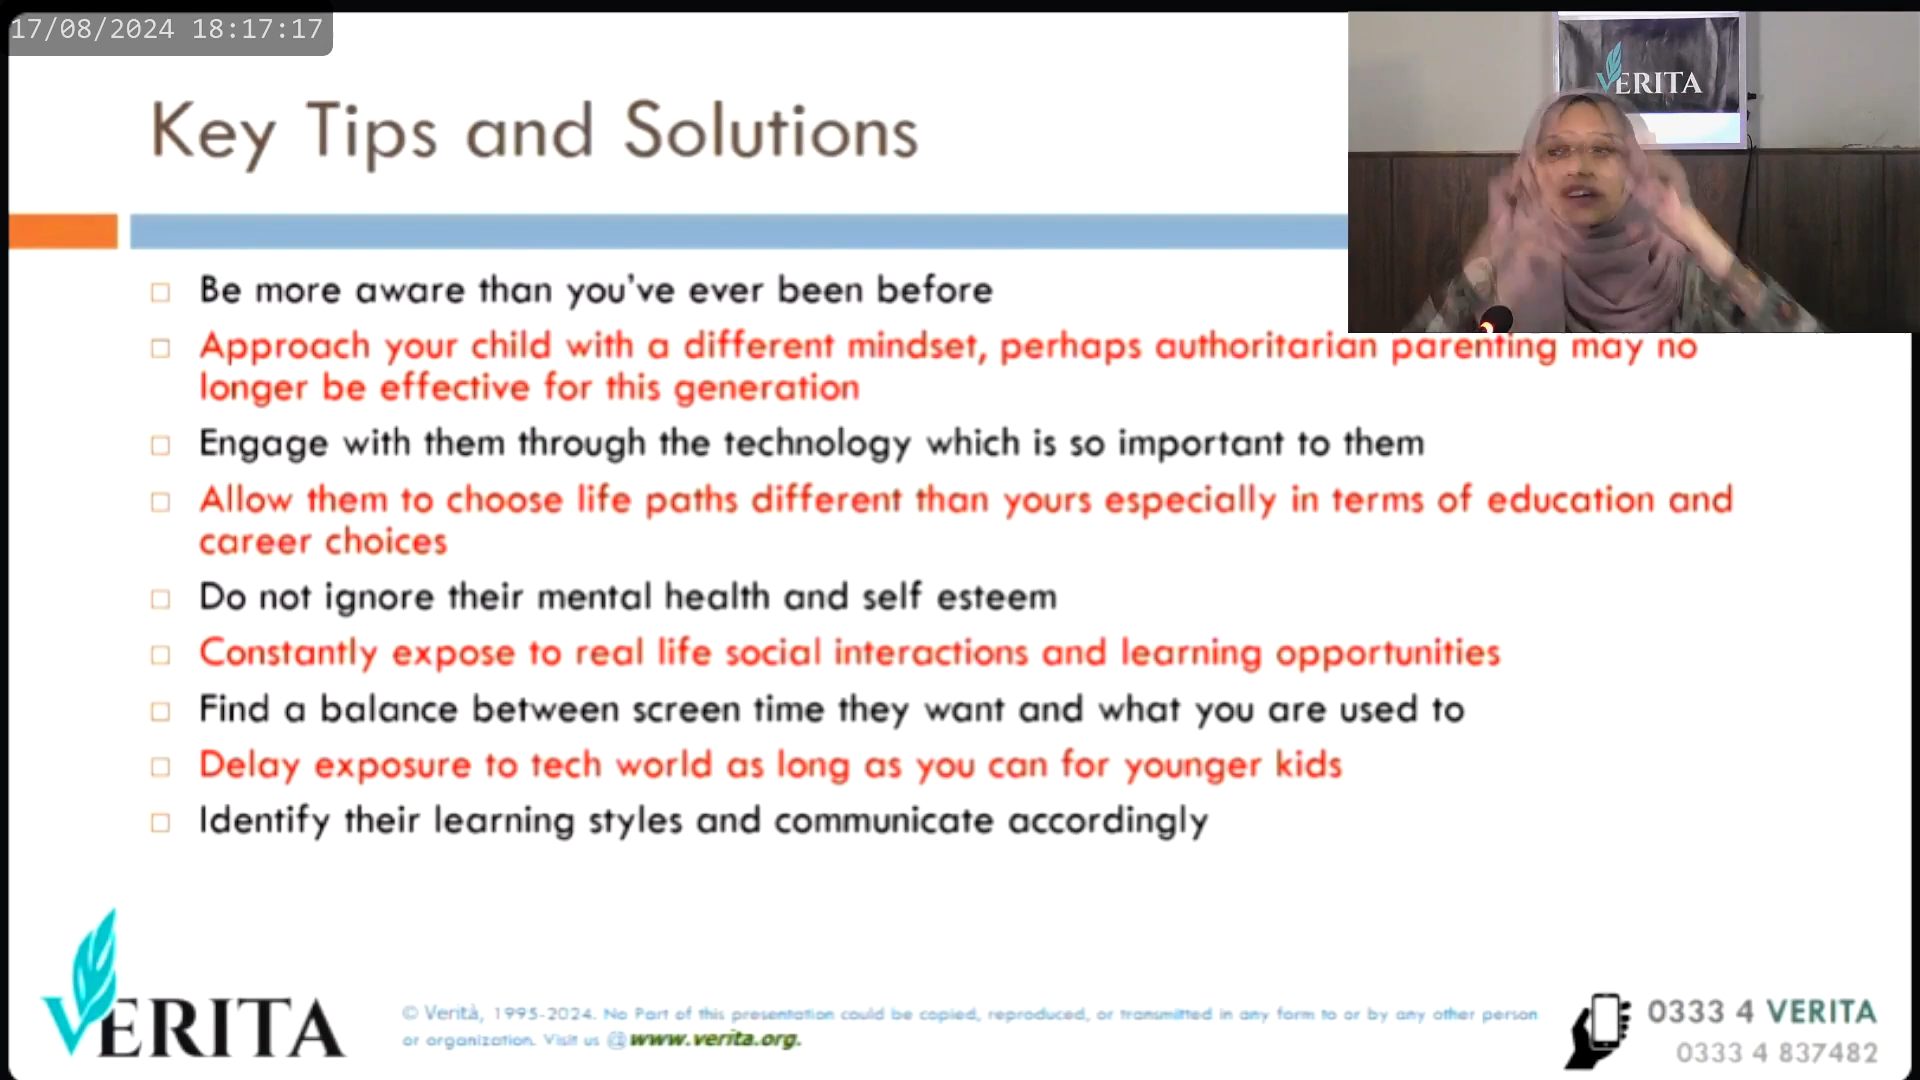 17/08/2024 18:17:17
VERITA
Key Tips and Solutions
Be more aware than you've ever been before
Approach your child with a different mindset, perhaps authoritarian parenting may no
longer be effective for this generation
Engage with them through the technology which is so important to them
Allow them to choose life paths different than yours especially in terms of education and
career choices
Do not ignore their mental health and self esteem
Constantly expose to real life social interactions and learning opportunities
Find a balance between screen time they want and what you are used to
Delay exposure to tech world as long as you can for younger kids
Identify their learning styles and communicate accordingly
VERITA
© Verità, 1995-2024. No Part of this presentation could be copied, reproduced, or transmitted in any form to or by any other person
or organization. Visit us @www.verita.org.
0333 4 VERITA
0333 4 837482